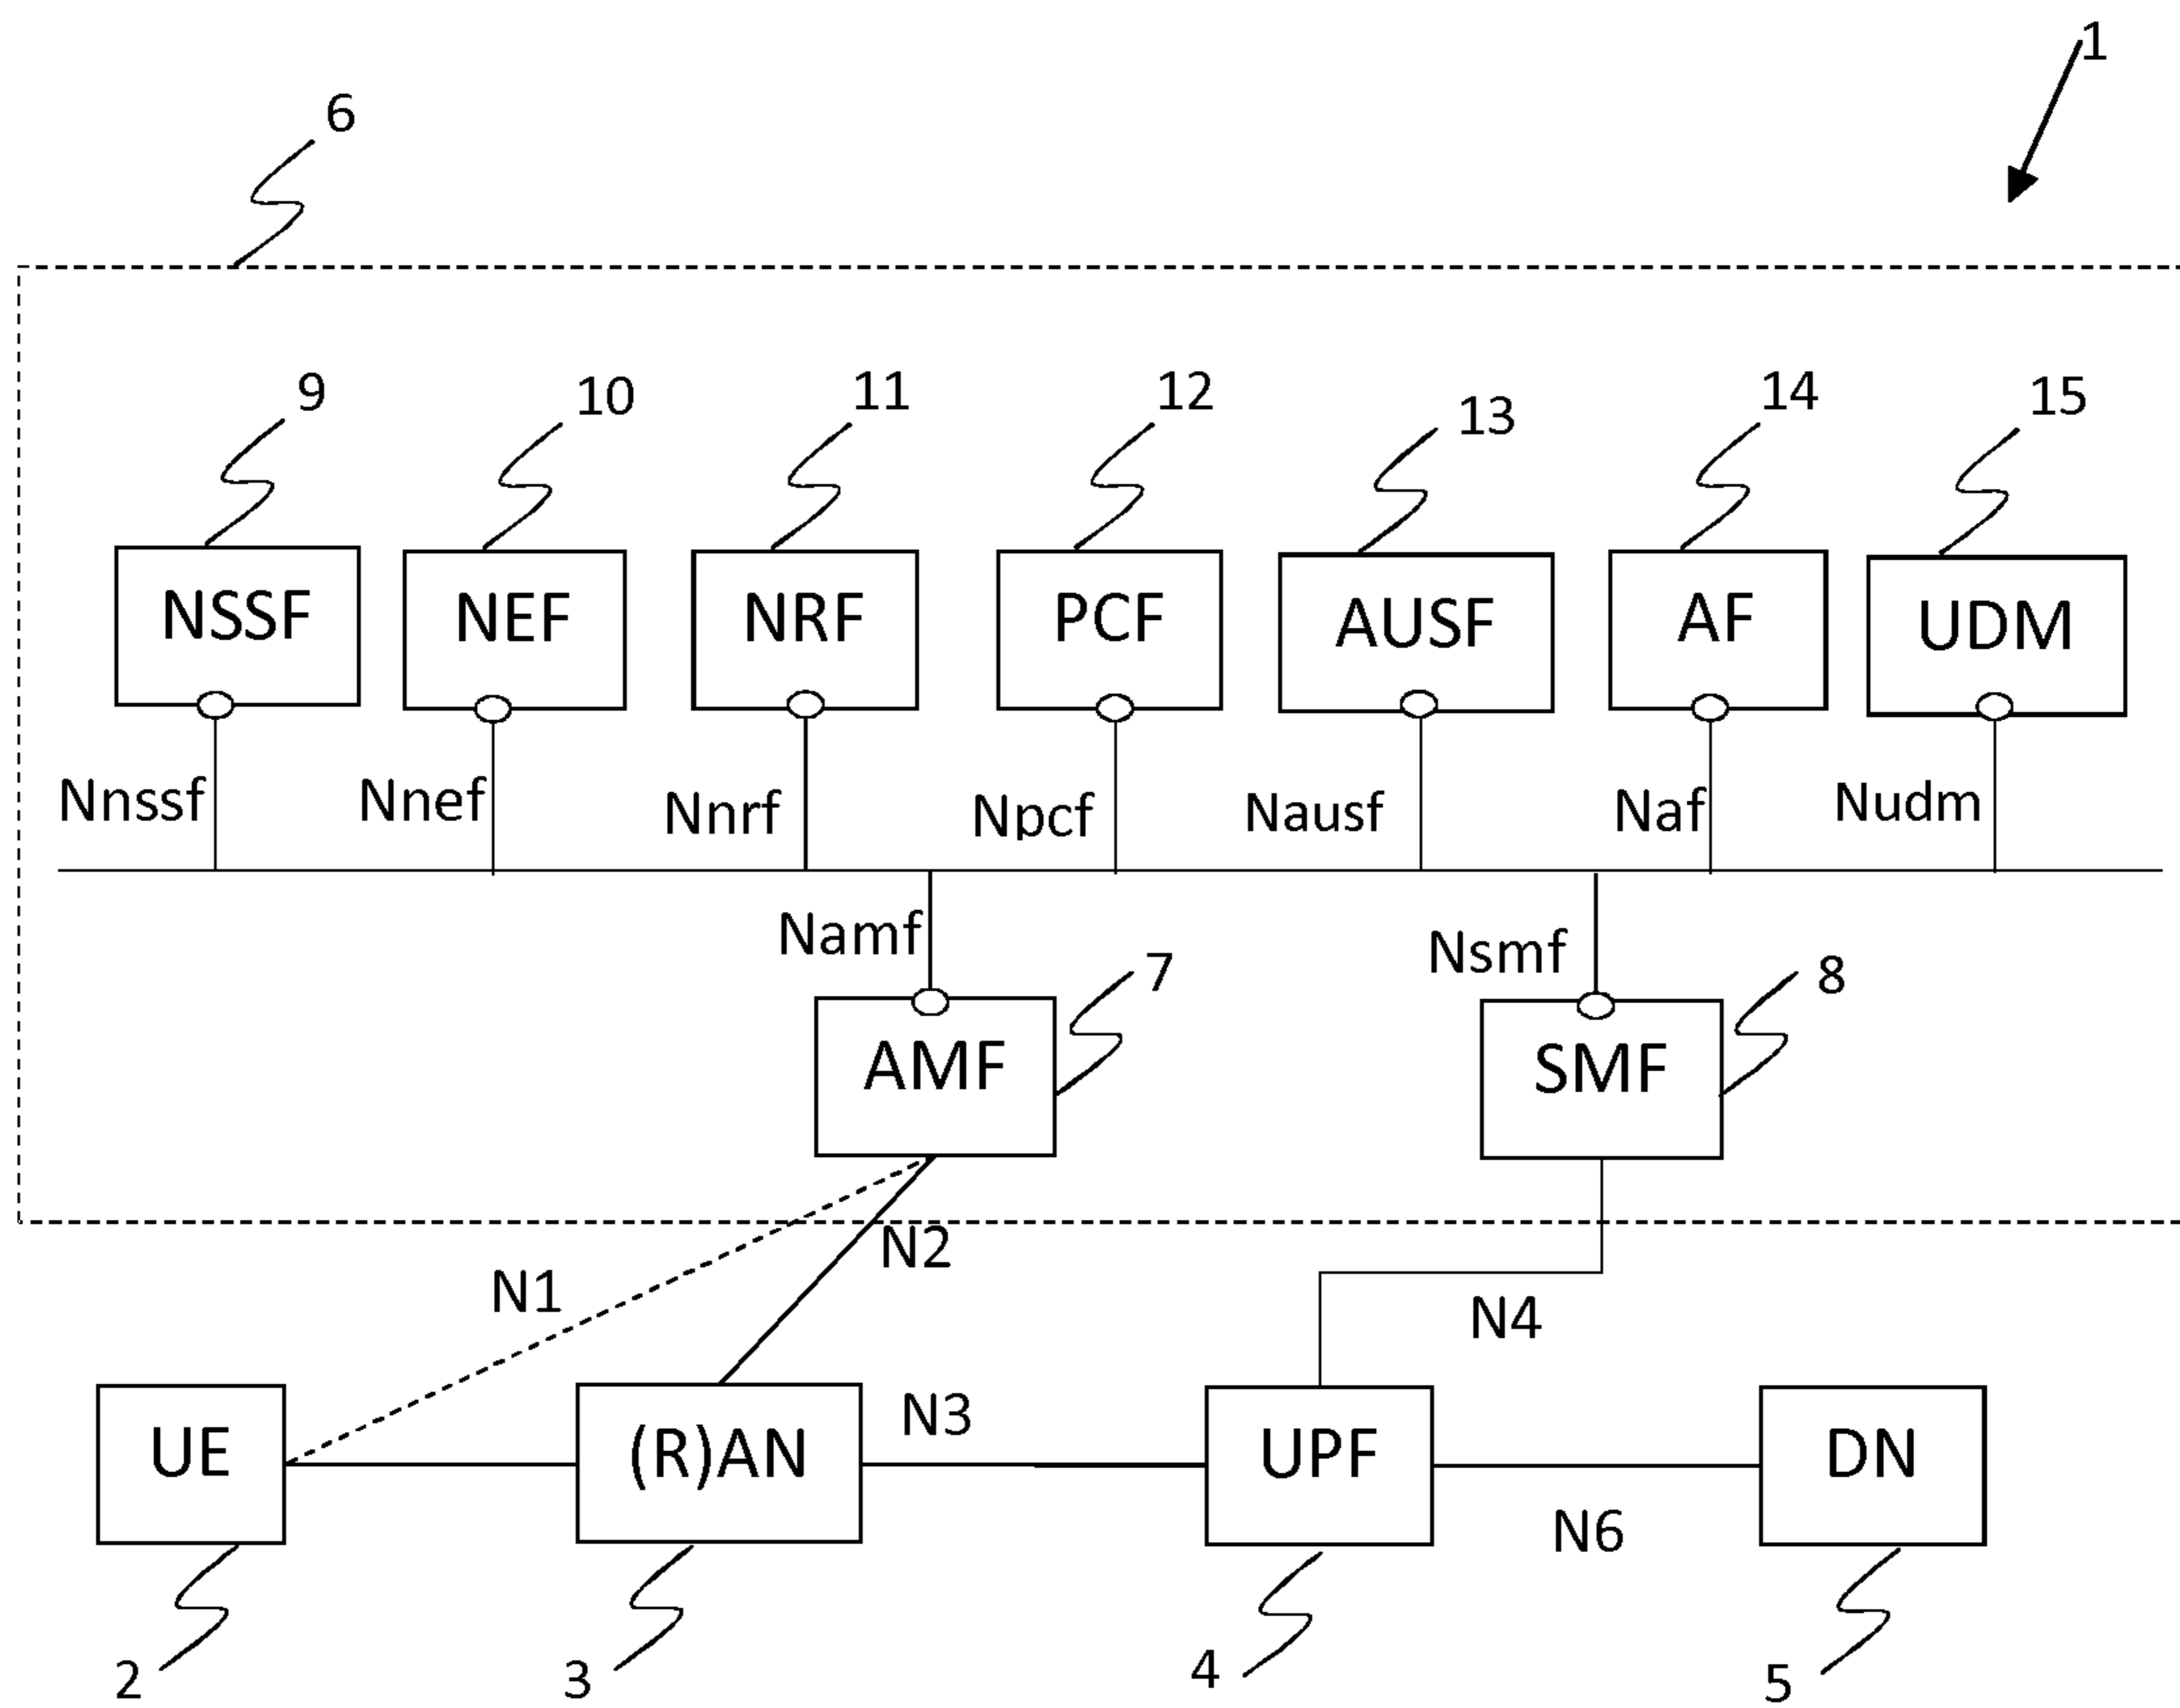 1
6
9
10
11
12
13
14
15
NSSF
NEF
NRF
PCF
AUSF
AF
UDM
Nnssf
Nnef
Nnrf
Npcf
Nausf
Naf
Nudm
Namf
Nsmf
7
8
AMF
SMF
N1
N2
N4
UE
(R)AN
N3
UPF
DN
N6
2
3
4
5